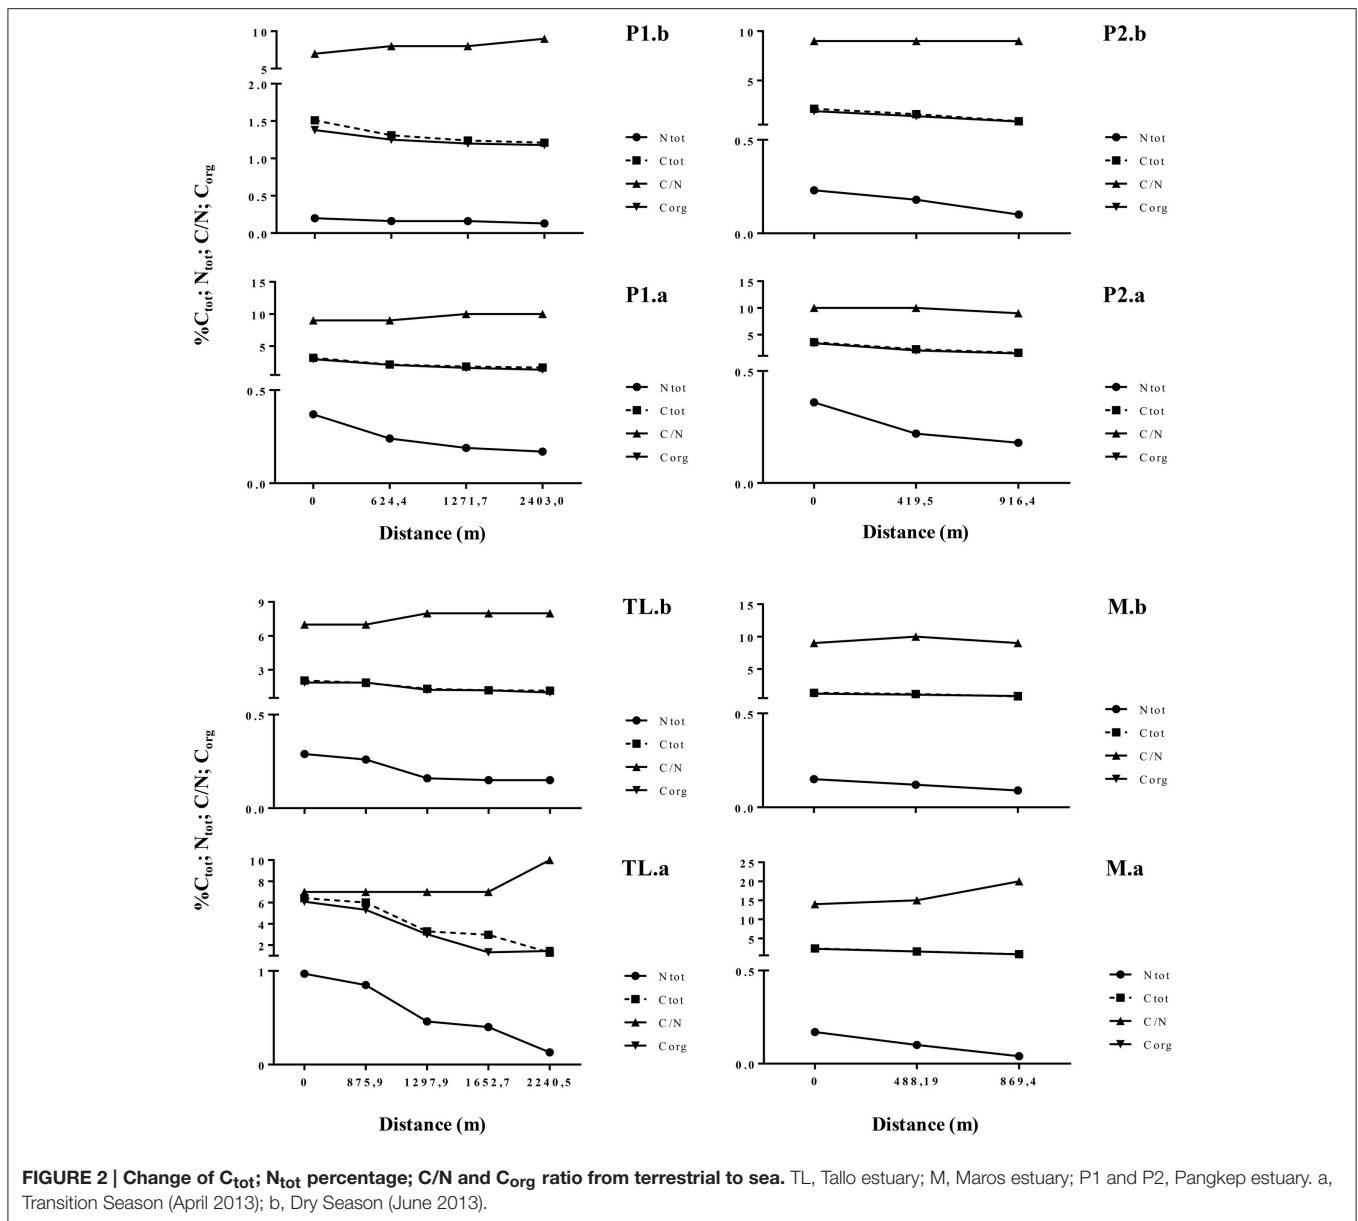 P1.b
10
5
2.0
1.5
1.0
0.5
0.0
Ntot
Ctot
C/N
Corg
P2.b
10
5
0.5
0.0
Ntot
Ctot
C/N
Corg
%Ctot; Ntot; C/N; Corg
P1.a
15
10
5
0.5
0.0
0 624,4 1271,7 2403,0
Distance (m)
Ntot
Ctot
C/N
Corg
P2.a
15
10
5
0.5
0.0
0 419,5 916,4
Distance (m)
Ntot
Ctot
C/N
Corg
TL.b
9
6
3
0.5
0.0
Ntot
Ctot
C/N
Corg
M.b
15
10
5
0.5
0.0
Ntot
Ctot
C/N
Corg
%Ctot; Ntot; C/N; Corg
TL.a
10
8
6
4
2
1
0
0 875,9 1297,9 1652,7 2240,5
Distance (m)
Ntot
Ctot
C/N
Corg
M.a
25
20
15
10
5
0.5
0.0
0 488,19 869,4
Distance (m)
Ntot
Ctot
C/N
Corg
FIGURE 2 | Change of Ctot; Ntot percentage; C/N and Corg ratio from terrestrial to sea. TL, Tallo estuary; M, Maros estuary; P1 and P2, Pangkep estuary. a,
Transition Season (April 2013); b, Dry Season (June 2013).